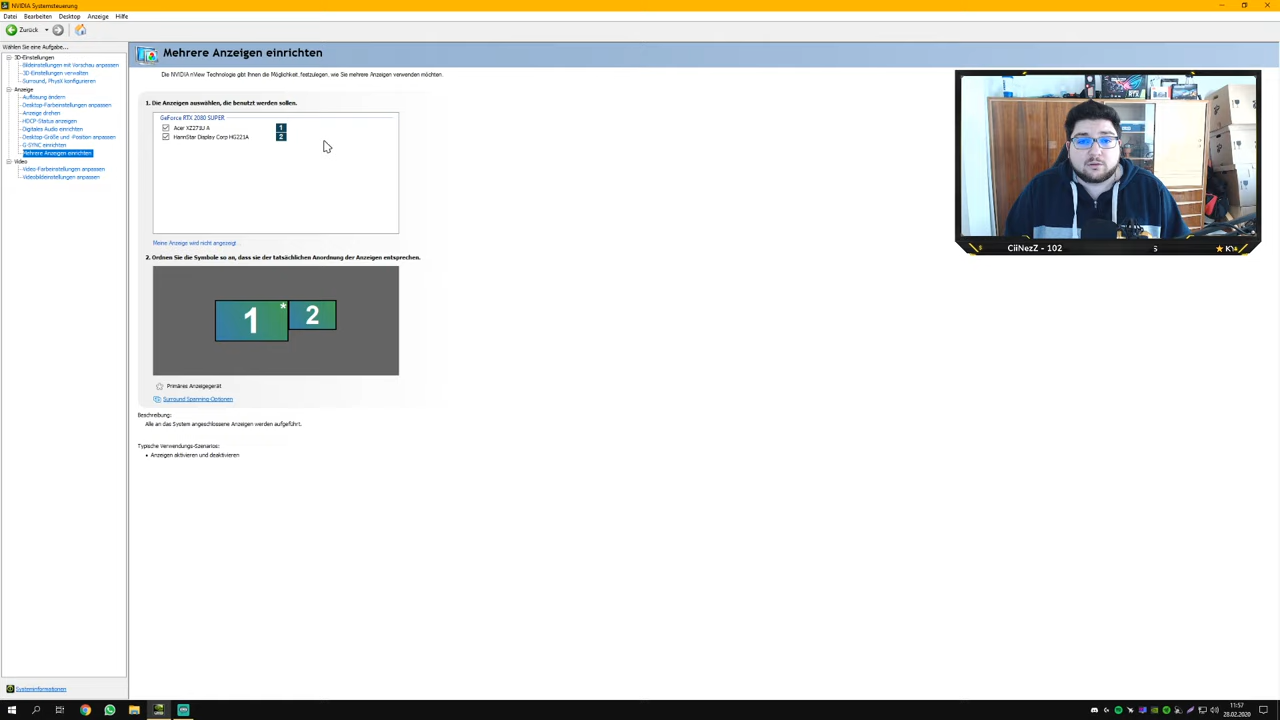 NVIDIA Systemsteuerung
Datei Bearbeiten Desktop Anzeige Hilfe
Zurück
Wählen Sie eine Aufgabe...
3D-Einstellungen
Bildeinstellungen mit Vorschau anpassen
3D-Einstellungen verwalten
Surround, PhysX konfigurieren
Anzeige
Auflösung ändern
Desktop-Farbeinstellungen anpassen
Anzeige drehen
HDCP-Status anzeigen
Digitales Audio einrichten
Desktop-Größe und -Position anpassen
G-SYNC einrichten
Mehrere Anzeigen einrichten
Video
Video-Farbeinstellungen anpassen
Videobildeinstellungen anpassen
Systeminformationen
Mehrere Anzeigen einrichten
Die NVIDIA nView Technologie gibt Ihnen die Möglichkeit, festzulegen, wie Sie mehrere Anzeigen verwenden möchten.
1. Die Anzeigen auswählen, die benutzt werden sollen.
GeForce RTX 2080 SUPER
Acer XZ273U A 1
HannStar Display Corp HG221A 2
Meine Anzeige wird nicht angezeigt...
2. Ordnen Sie die Symbole so an, dass sie der tatsächlichen Anordnung der Anzeigen entsprechen.
1 * 2
Primäres Anzeigegerät
Surround Spanning-Optionen
Beschreibung:
Alle an das System angeschlossene Anzeigen werden aufgeführt.
Typische Verwendungs-Szenarios:
• Anzeigen aktivieren und deaktivieren
CiiNezZ - 102
11:57
28.02.2020